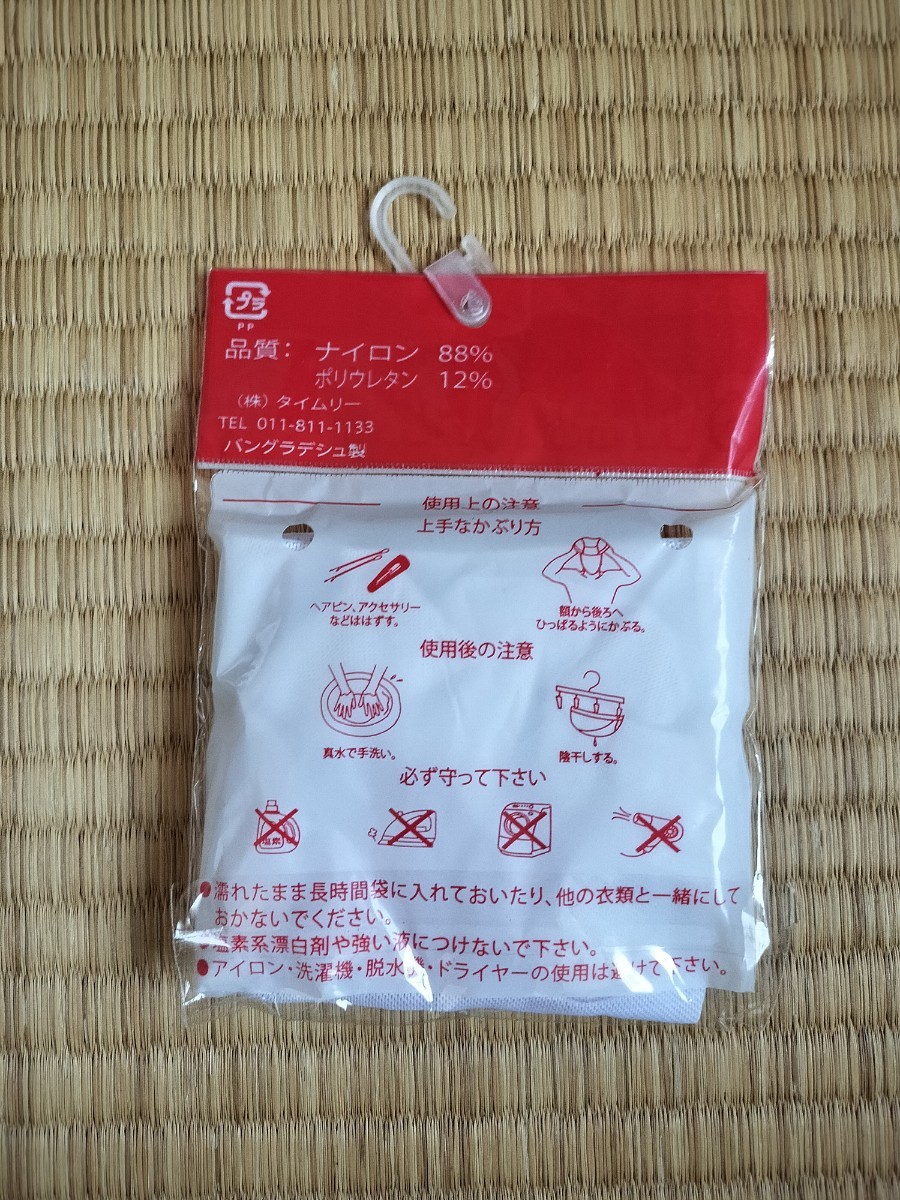 プラ
PP
品質： ナイロン 88%
ポリウレタン 12%
（株）タイムリー
TEL 011-811-1133
バングラデシュ製
使用上の注意
上手なかぶり方
ヘアピン、アクセサリー
などははずす。
額から後ろへ
ひっぱるようにかぶる。
使用後の注意
真水で手洗い。
陰干しする。
必ず守って下さい
塩素
●濡れたまま長時間袋に入れておいたり、他の衣類と一緒にして
おかないでください。
●塩素系漂白剤や強い液につけないで下さい。
●アイロン・洗濯機・脱水機・ドライヤーの使用は避けて下さい。